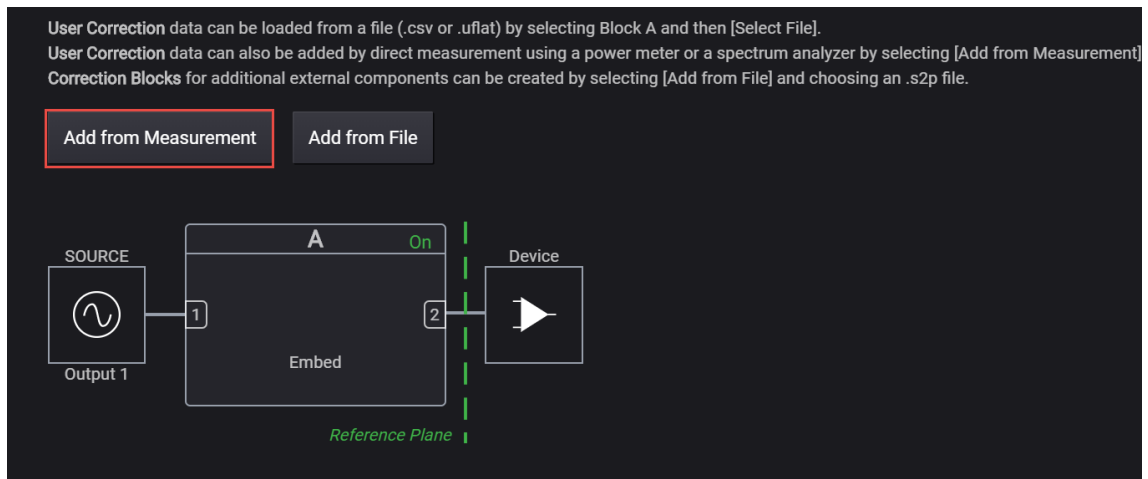 User Correction data can be loaded from a file (.csv or .uflat) by selecting Block A and then [Select File].
User Correction data can also be added by direct measurement using a power meter or a spectrum analyzer by selecting [Add from Measurement]
Correction Blocks for additional external components can be created by selecting [Add from File] and choosing an .s2p file.
Add from Measurement
Add from File
A
On
SOURCE
Device
1
2
Embed
Output 1
Reference Plane